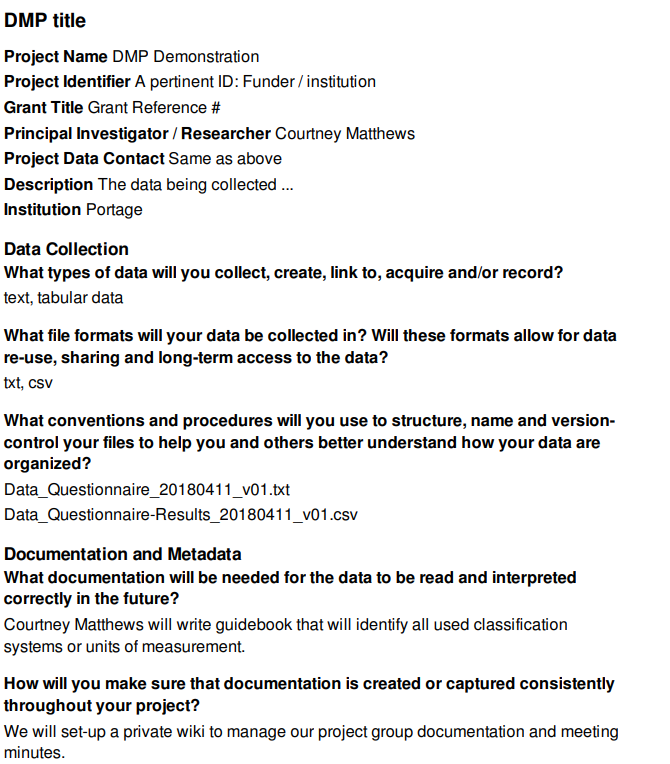 DMP title
Project Name DMP Demonstration
Project Identifier A pertinent ID: Funder / institution
Grant Title Grant Reference #
Principal Investigator / Researcher Courtney Matthews
Project Data Contact Same as above
Description The data being collected ...
Institution Portage
Data Collection
What types of data will you collect, create, link to, acquire and/or record?
text, tabular data
What file formats will your data be collected in? Will these formats allow for data
re-use, sharing and long-term access to the data?
txt, csv
What conventions and procedures will you use to structure, name and version-
control your files to help you and others better understand how your data are
organized?
Data_Questionnaire_20180411_v01.txt
Data_Questionnaire-Results_20180411_v01.csv
Documentation and Metadata
What documentation will be needed for the data to be read and interpreted
correctly in the future?
Courtney Matthews will write guidebook that will identify all used classification
systems or units of measurement.
How will you make sure that documentation is created or captured consistently
throughout your project?
We will set-up a private wiki to manage our project group documentation and meeting
minutes.